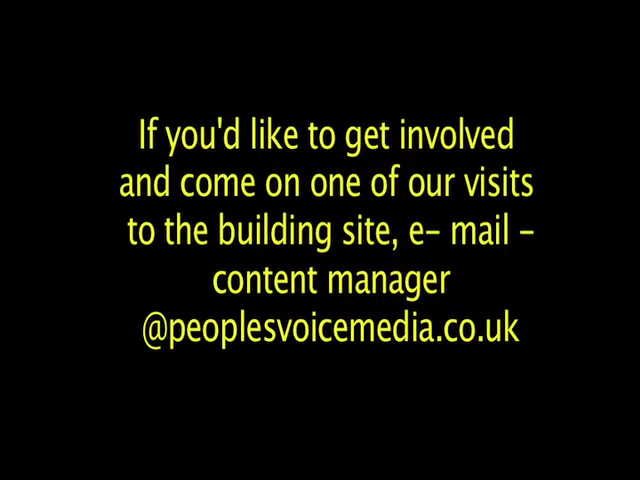 If you'd like to get involved
and come on one of our visits
to the building site, e- mail -
content manager
@peoplesvoicemedia.co.uk